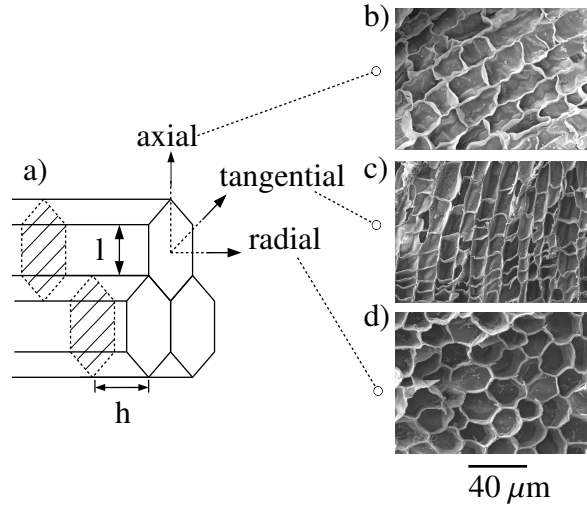 b)
axial
a)
tangential
c)
l
radial
d)
h
40 μm